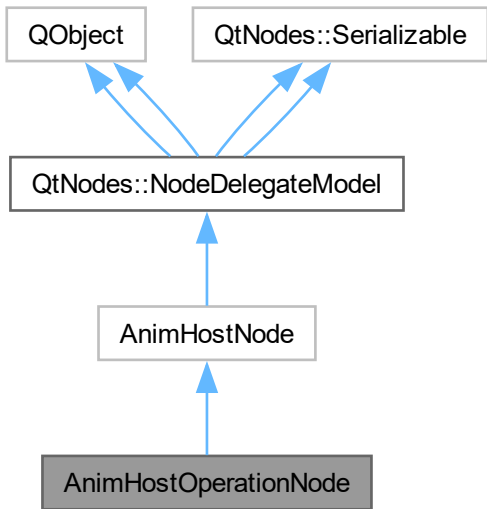 QObject
QtNodes::Serializable
QtNodes::NodeDelegateModel
AnimHostNode
AnimHostOperationNode